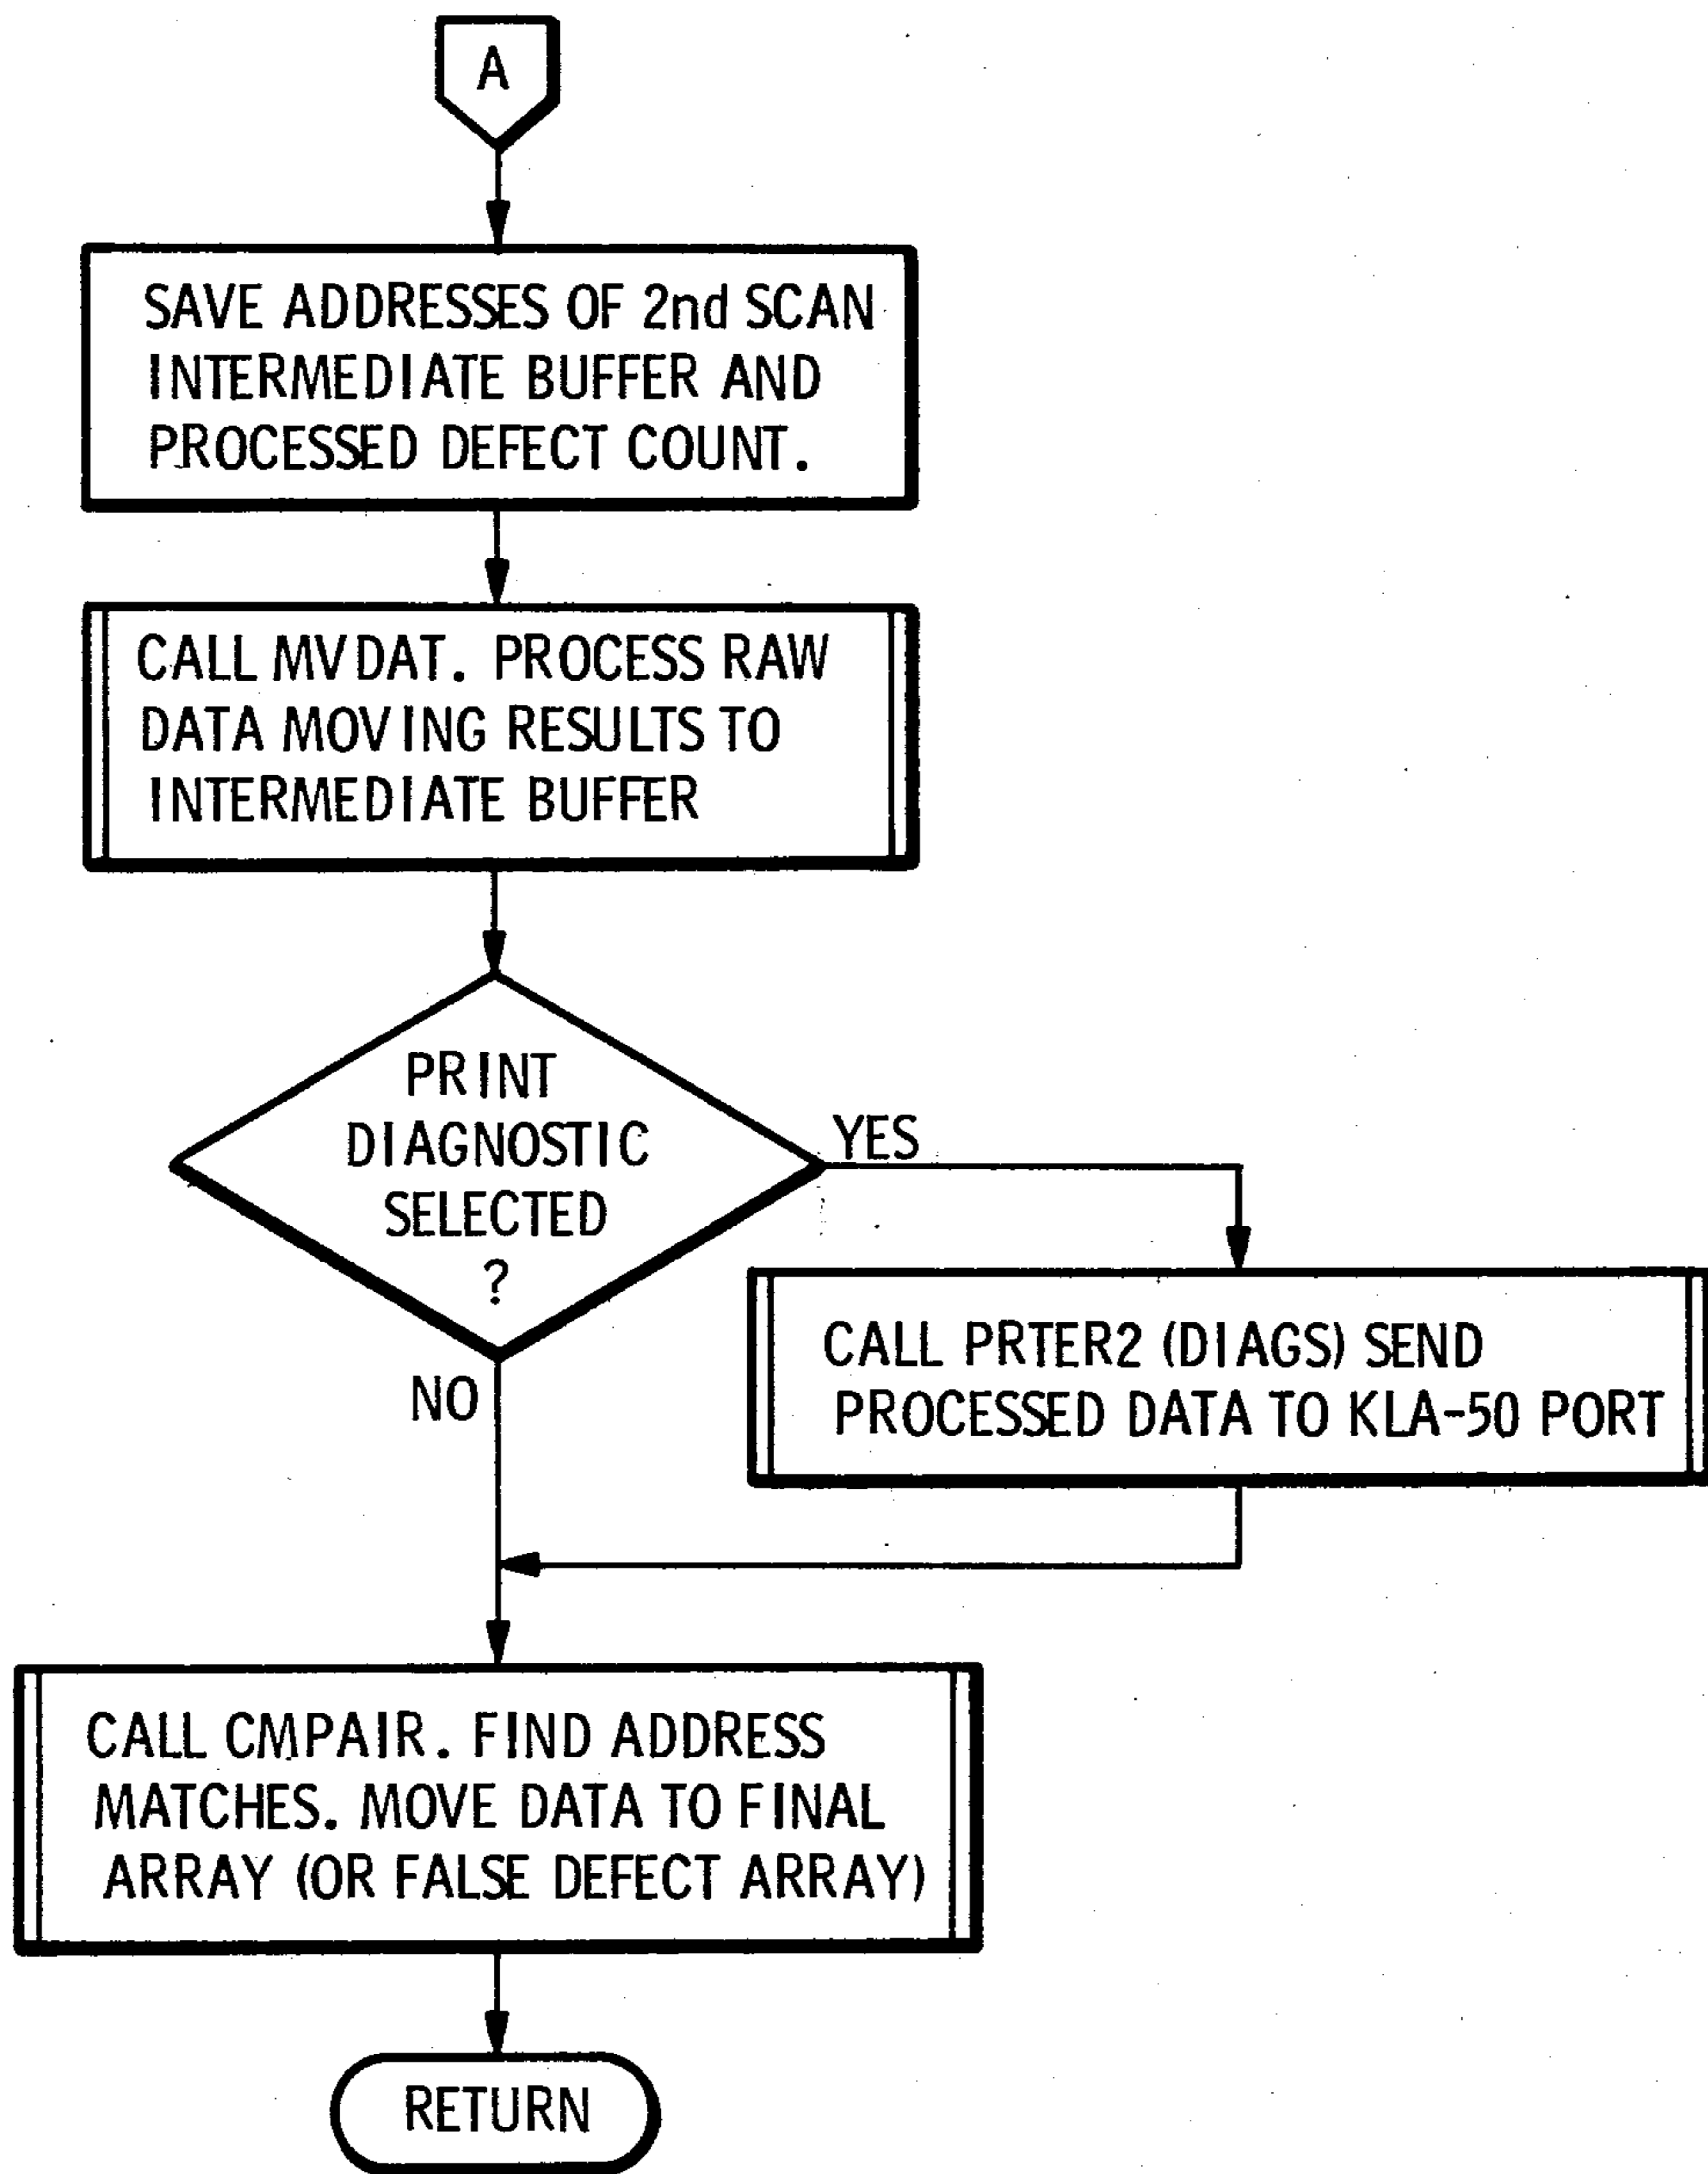 A
SAVE ADDRESSES OF 2nd SCAN
INTERMEDIATE BUFFER AND
PROCESSED DEFECT COUNT.
CALL MVDAT. PROCESS RAW
DATA MOVING RESULTS TO
INTERMEDIATE BUFFER
PRINT
DIAGNOSTIC
SELECTED
?
YES
NO
CALL PRTER2 (DIAGS) SEND
PROCESSED DATA TO KLA-50 PORT
CALL CMPAIR. FIND ADDRESS
MATCHES. MOVE DATA TO FINAL
ARRAY (OR FALSE DEFECT ARRAY)
RETURN